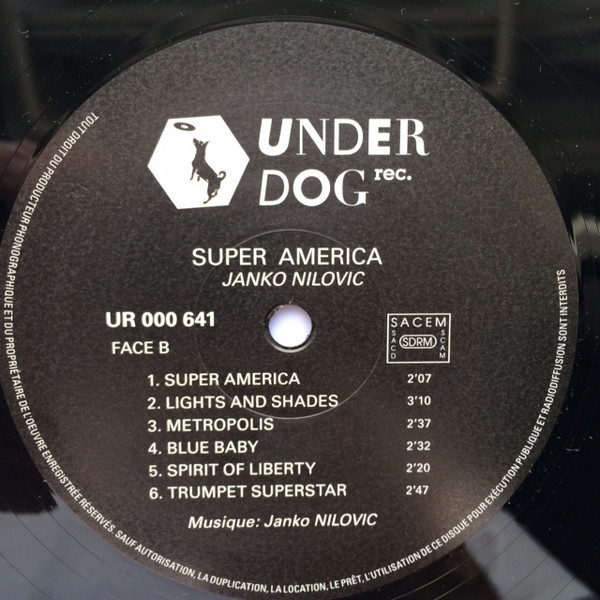 UNDER
DOG rec.
SUPER AMERICA
JANKO NILOVIC
UR 000 641
FACE B
SACEM
SACD
SDRM
SCAM
1. SUPER AMERICA 2'07
2. LIGHTS AND SHADES 3'10
3. METROPOLIS 2'37
4. BLUE BABY 2'32
5. SPIRIT OF LIBERTY 2'20
6. TRUMPET SUPERSTAR 2'47
Musique: Janko NILOVIC
TOUT DROIT DU PRODUCTEUR PHONOGRAPHIQUE ET DU PROPRIÉTAIRE DE L'OEUVRE ENREGISTRÉE RÉSERVÉS. SAUF AUTORISATION, LA DUPLICATION, LA LOCATION, LE PRÊT, L'UTILISATION DE CE DISQUE POUR EXÉCUTION PUBLIQUE ET RADIODIFFUSION SONT INTERDITS